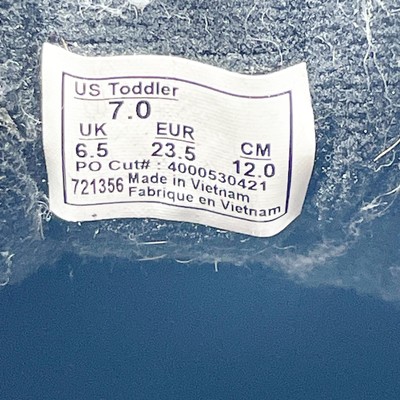 US Toddler
7.0
UK EUR CM
6.5 23.5 12.0
PO Cut# : 4000530421
721356 Made in Vietnam
Fabrique en Vietnam